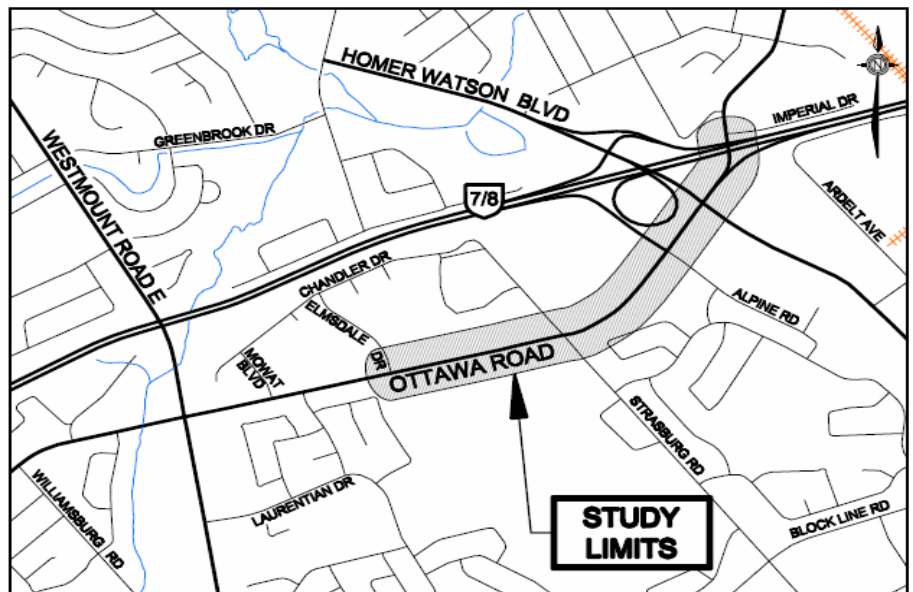 HOMER WATSON BLVD
IMPERIAL DR
GREENBROOK DR
WESTMOUNT ROAD E
7/8
ARDELT AVE
CHANDLER DR
ELMSDALE DR
ALPINE RD
MOWAT
BLVD
OTTAWA ROAD
STRASBURG RD
WILLIAMSBURG RD
LAURENTIAN DR
STUDY
LIMITS
BLOCK LINE RD
N